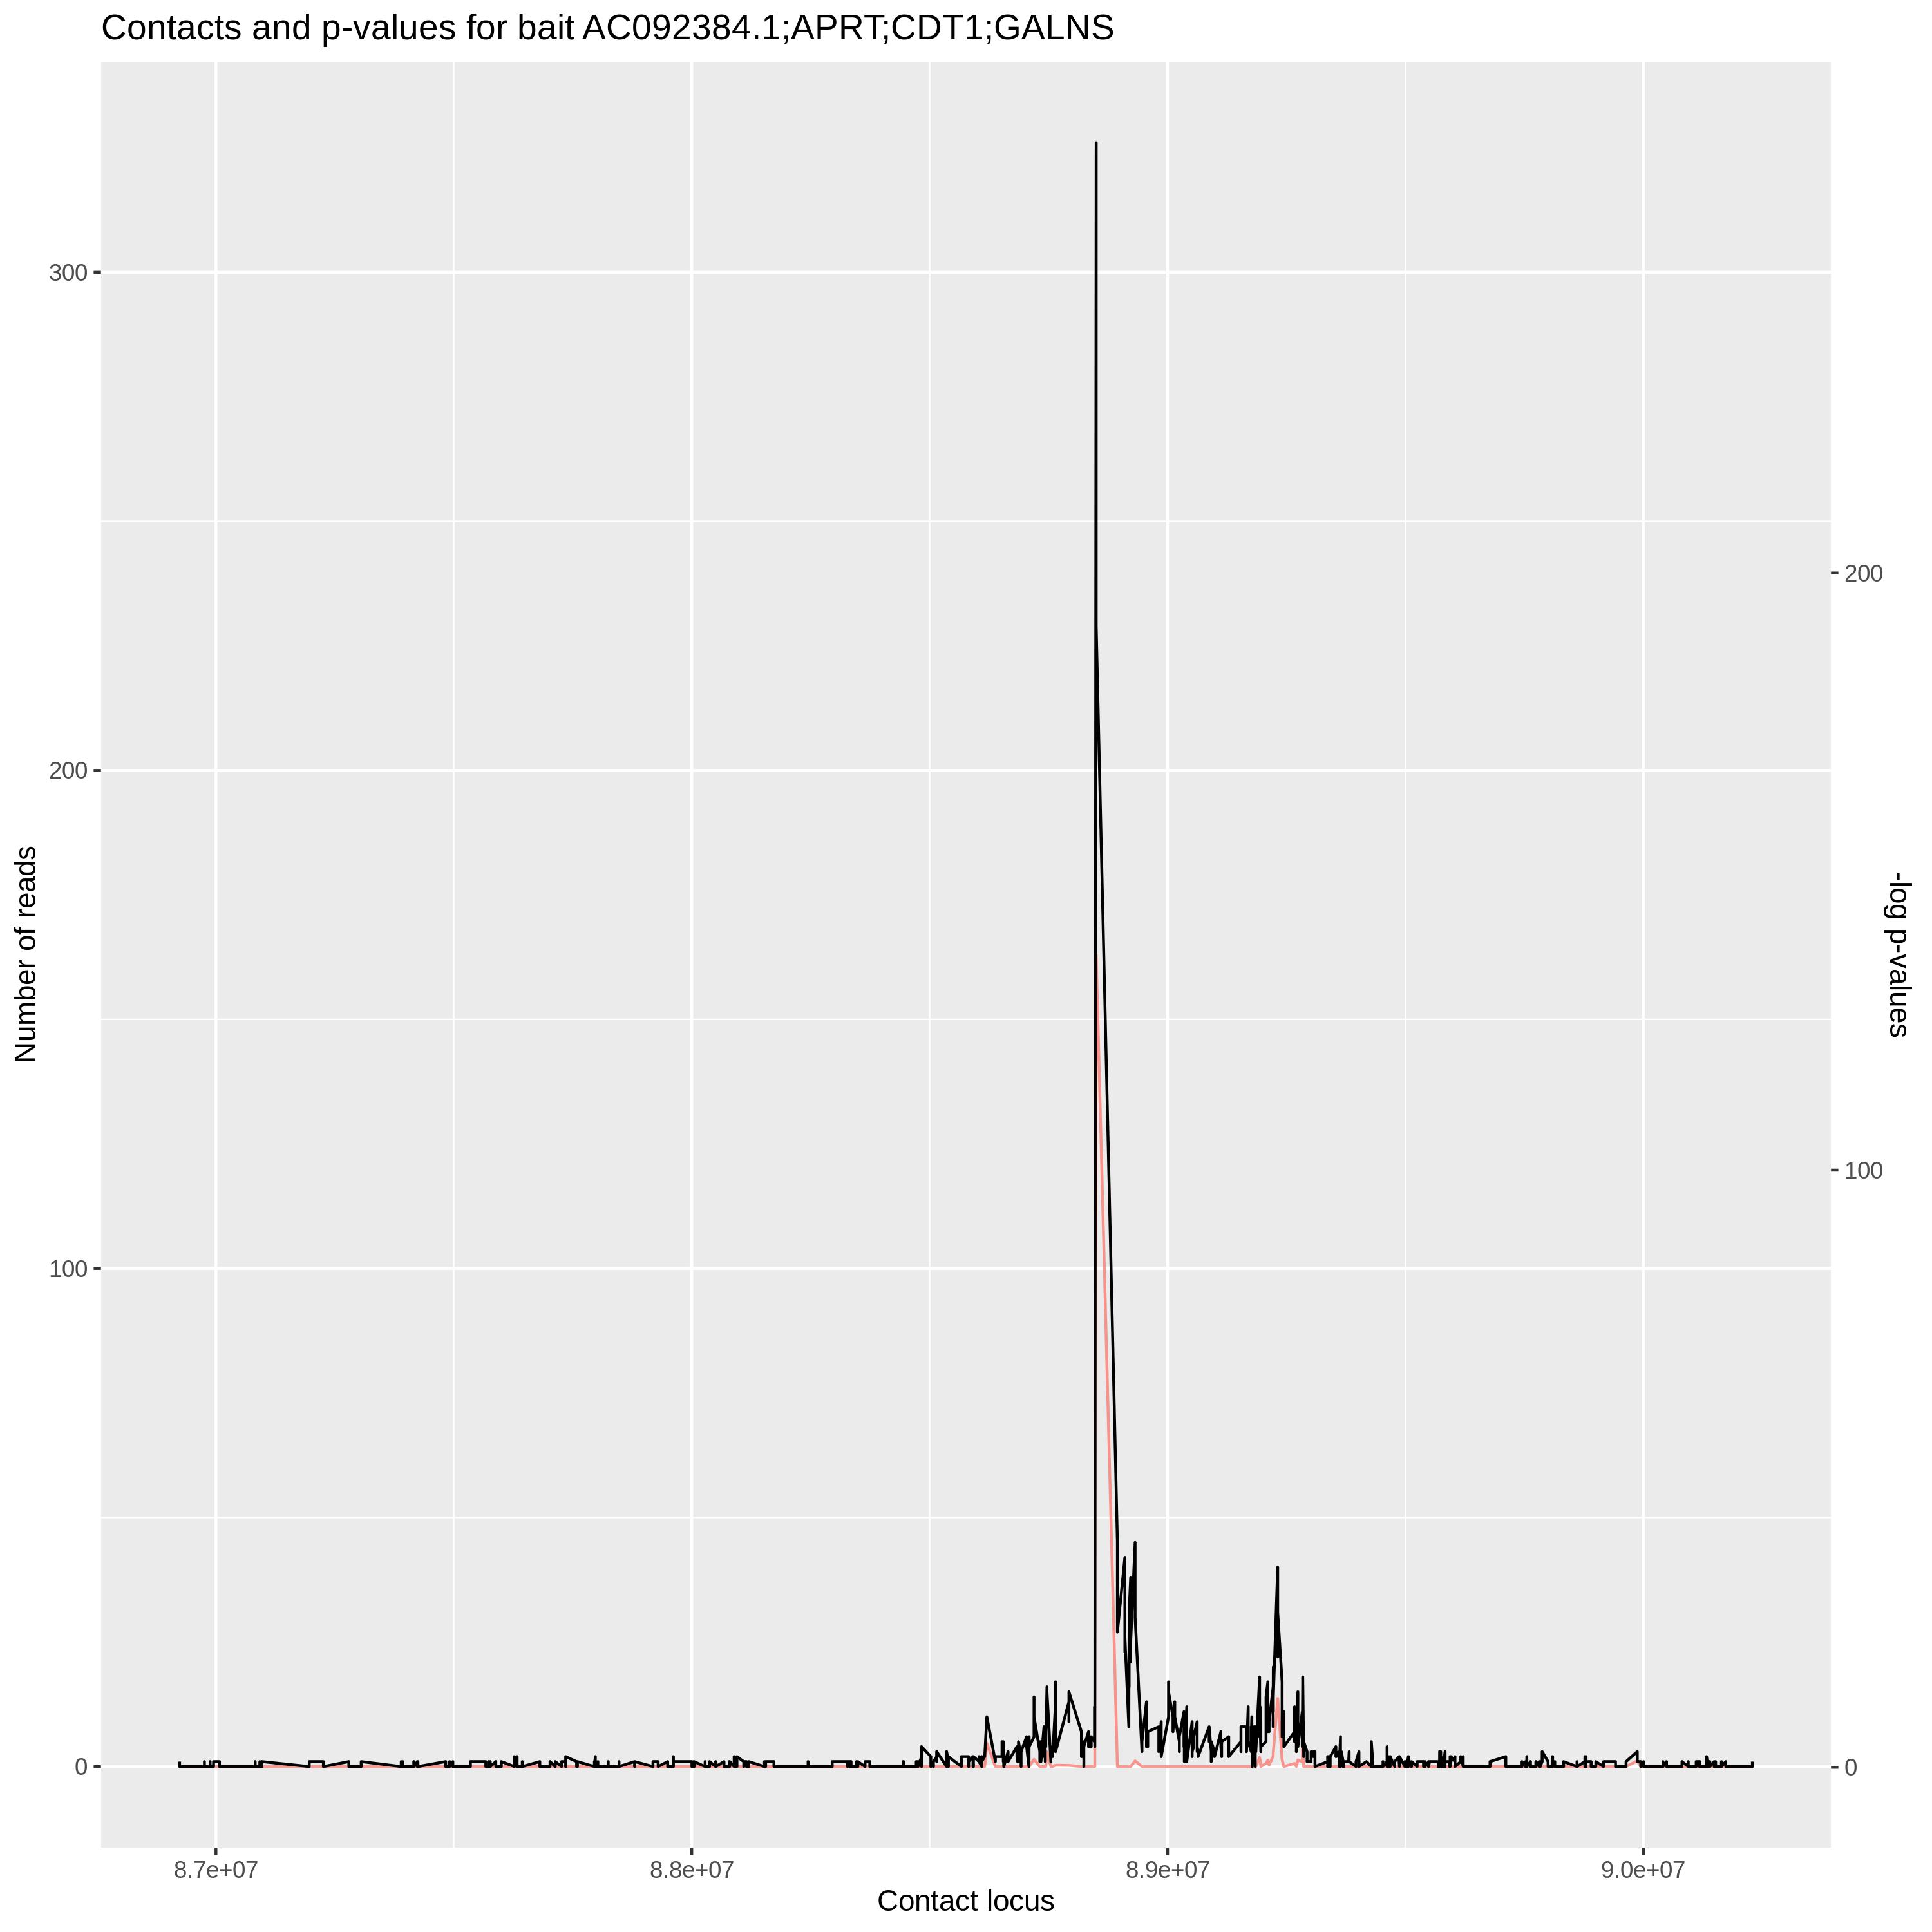 Contacts and p-values for bait AC092384.1;APRT;CDT1;GALNS
300
200
100
0
Number of reads
200
100
0
-log p-values
8.7e+07
8.8e+07
8.9e+07
9.0e+07
Contact locus